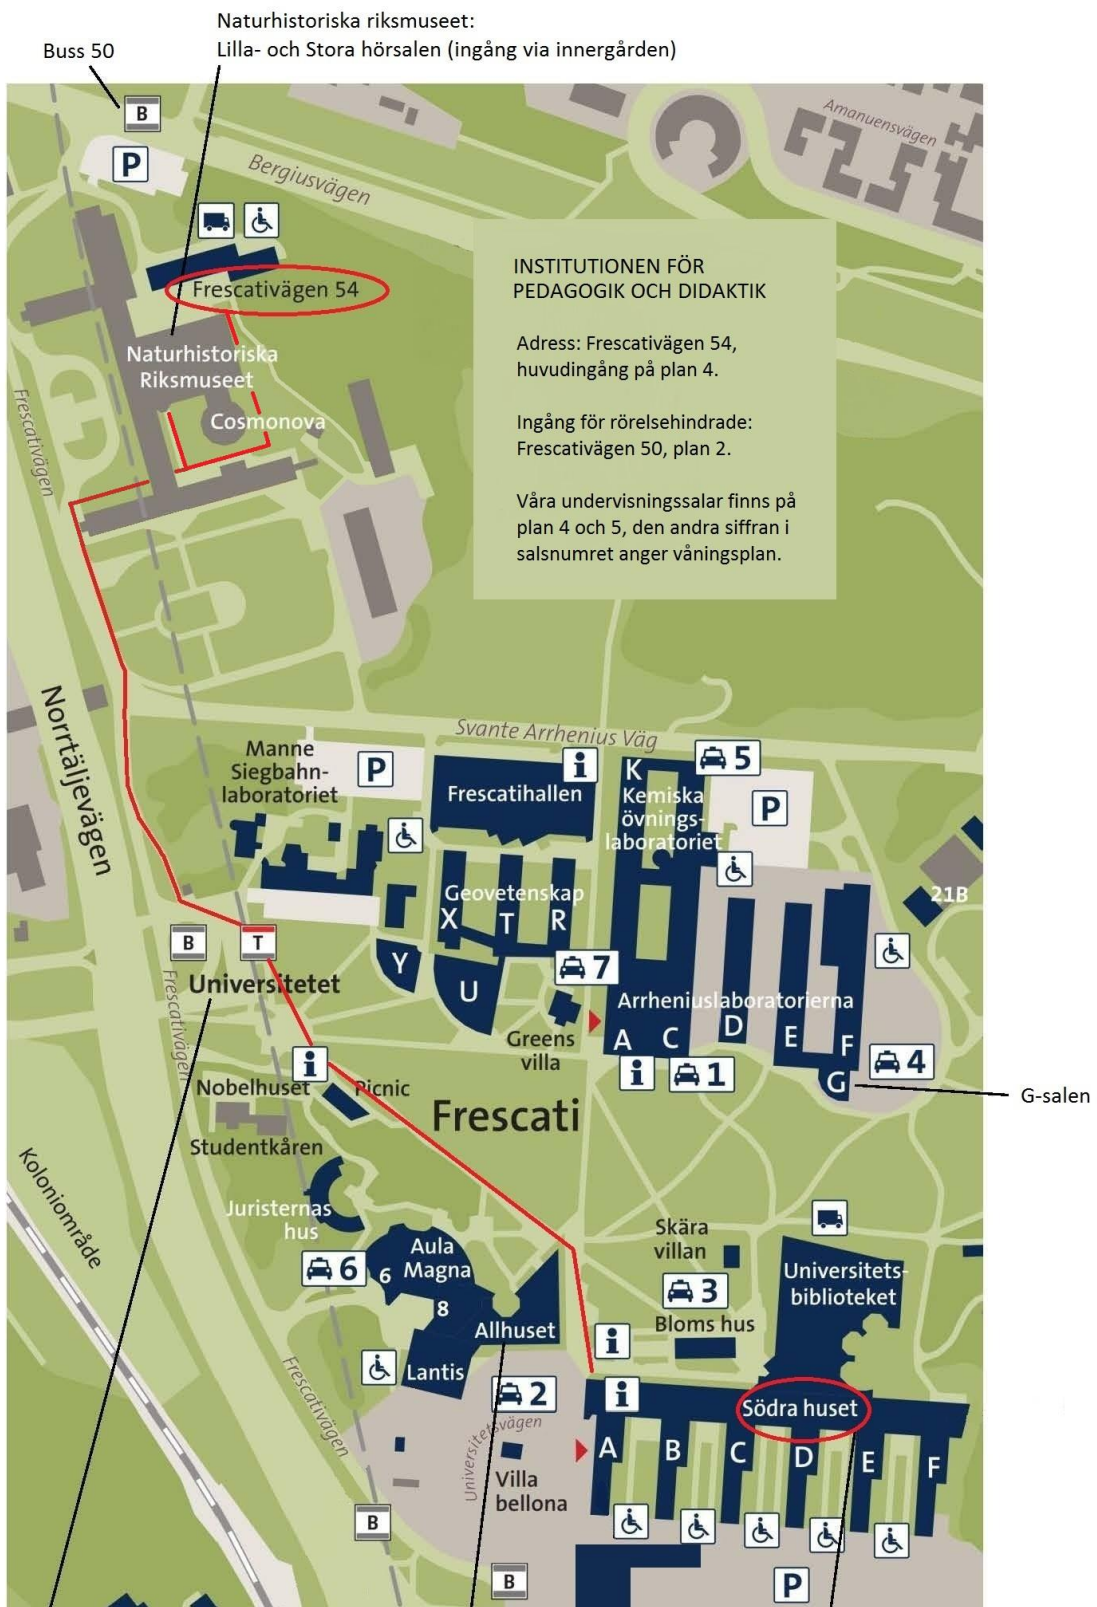 Naturhistoriska riksmuseet:
Buss 50
Lilla- och Stora hörsalen (ingång via innergården)
B
P
Bergiusvägen
Amanuensvägen
INSTITUTIONEN FÖR
PEDAGOGIK OCH DIDAKTIK
Adress: Frescativägen 54,
huvudingång på plan 4.
Ingång för rörelsehindrade:
Frescativägen 50, plan 2.
Våra undervisningssalar finns på
plan 4 och 5, den andra siffran i
salsnumret anger våningsplan.
Frescativägen 54
Naturhistoriska
Riksmuseet
Cosmonova
Frescativägen
Norrtäljevägen
Svante Arrhenius Väg
Manne
Siegbahn-
laboratoriet
P
Frescatihallen
i
K
5
Kemiska
övnings-
laboratoriet
P
21B
Geovetenskap
X
T
R
Y
U
7
B
T
Universitetet
Frescativägen
Greens
villa
Arrheniuslaboratorierna
A
C
D
E
F
G
i
1
4
G-salen
i
Nobelhuset
Picnic
Studentkåren
Frescati
Koloniområde
Juristernas
hus
6
6
Aula
Magna
8
Allhuset
Lantis
Skära
villan
3
Bloms hus
Universitets-
biblioteket
i
i
Södra huset
2
Universitetsvägen
Villa
bellona
A
B
C
D
E
F
Frescativägen
B
B
P